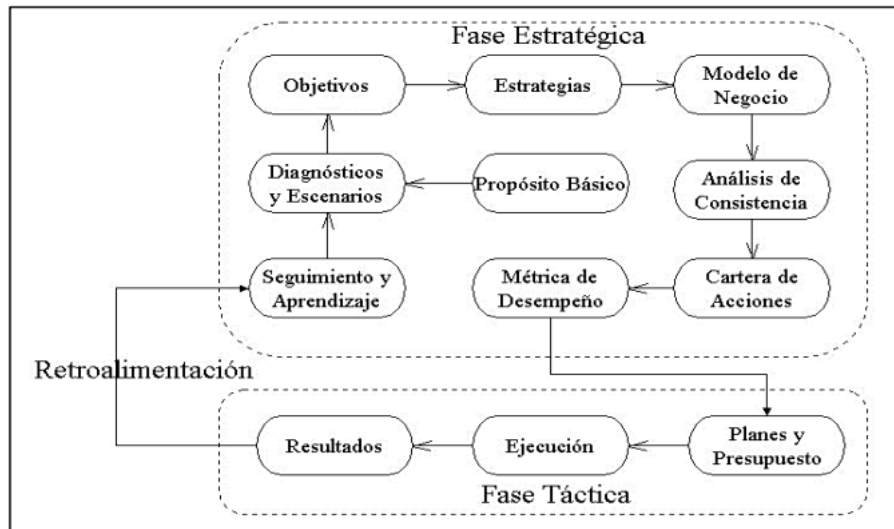 Fase Estratégica
Objetivos
Estrategias
Modelo de
Negocio
Diagnósticos
y Escenarios
Propósito Básico
Análisis de
Consistencia
Seguimiento y
Aprendizaje
Métrica de
Desempeño
Cartera de
Acciones
Retroalimentación
Resultados
Ejecución
Planes y
Presupuesto
Fase Táctica